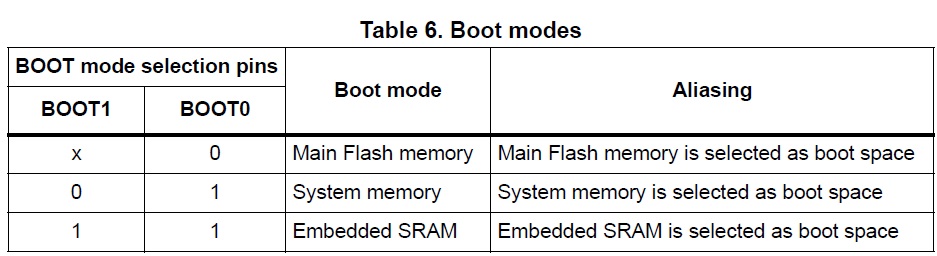 Table 6. Boot modes
BOOT mode selection pins
Boot mode
Aliasing
BOOT1
BOOT0
x 0 Main Flash memory Main Flash memory is selected as boot space
0 1 System memory System memory is selected as boot space
1 1 Embedded SRAM Embedded SRAM is selected as boot space